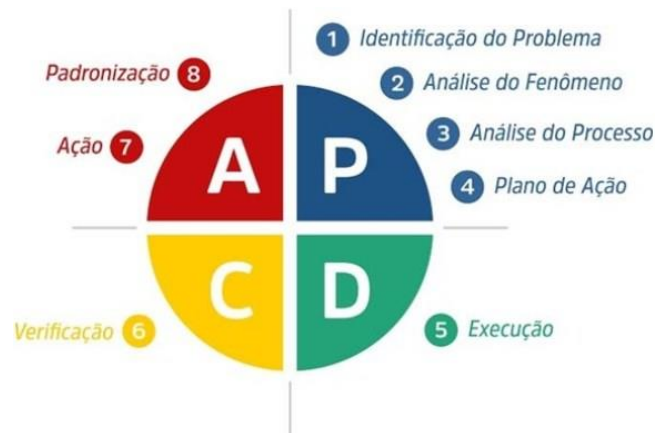 1 Identificação do Problema
2 Análise do Fenômeno
3 Análise do Processo
4 Plano de Ação
5 Execução
Verificação 6
Ação 7
Padronização 8
A P
C D